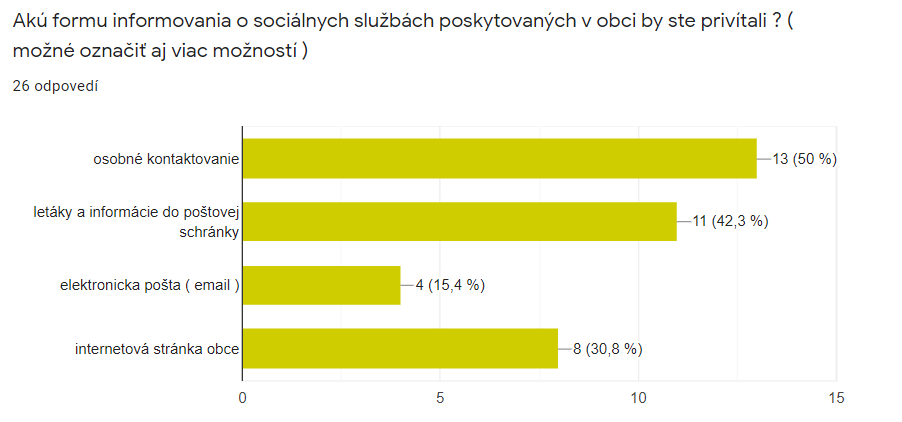 Akú formu informovania o sociálnych službách poskytovaných v obci by ste privítali ? (
možné označiť aj viac možností )
26 odpovedí
osobné kontaktovanie
13 (50 %)
letáky a informácie do poštovej
schránky
11 (42,3 %)
elektronicka pošta ( email )
4 (15,4 %)
internetová stránka obce
8 (30,8 %)
0
5
10
15